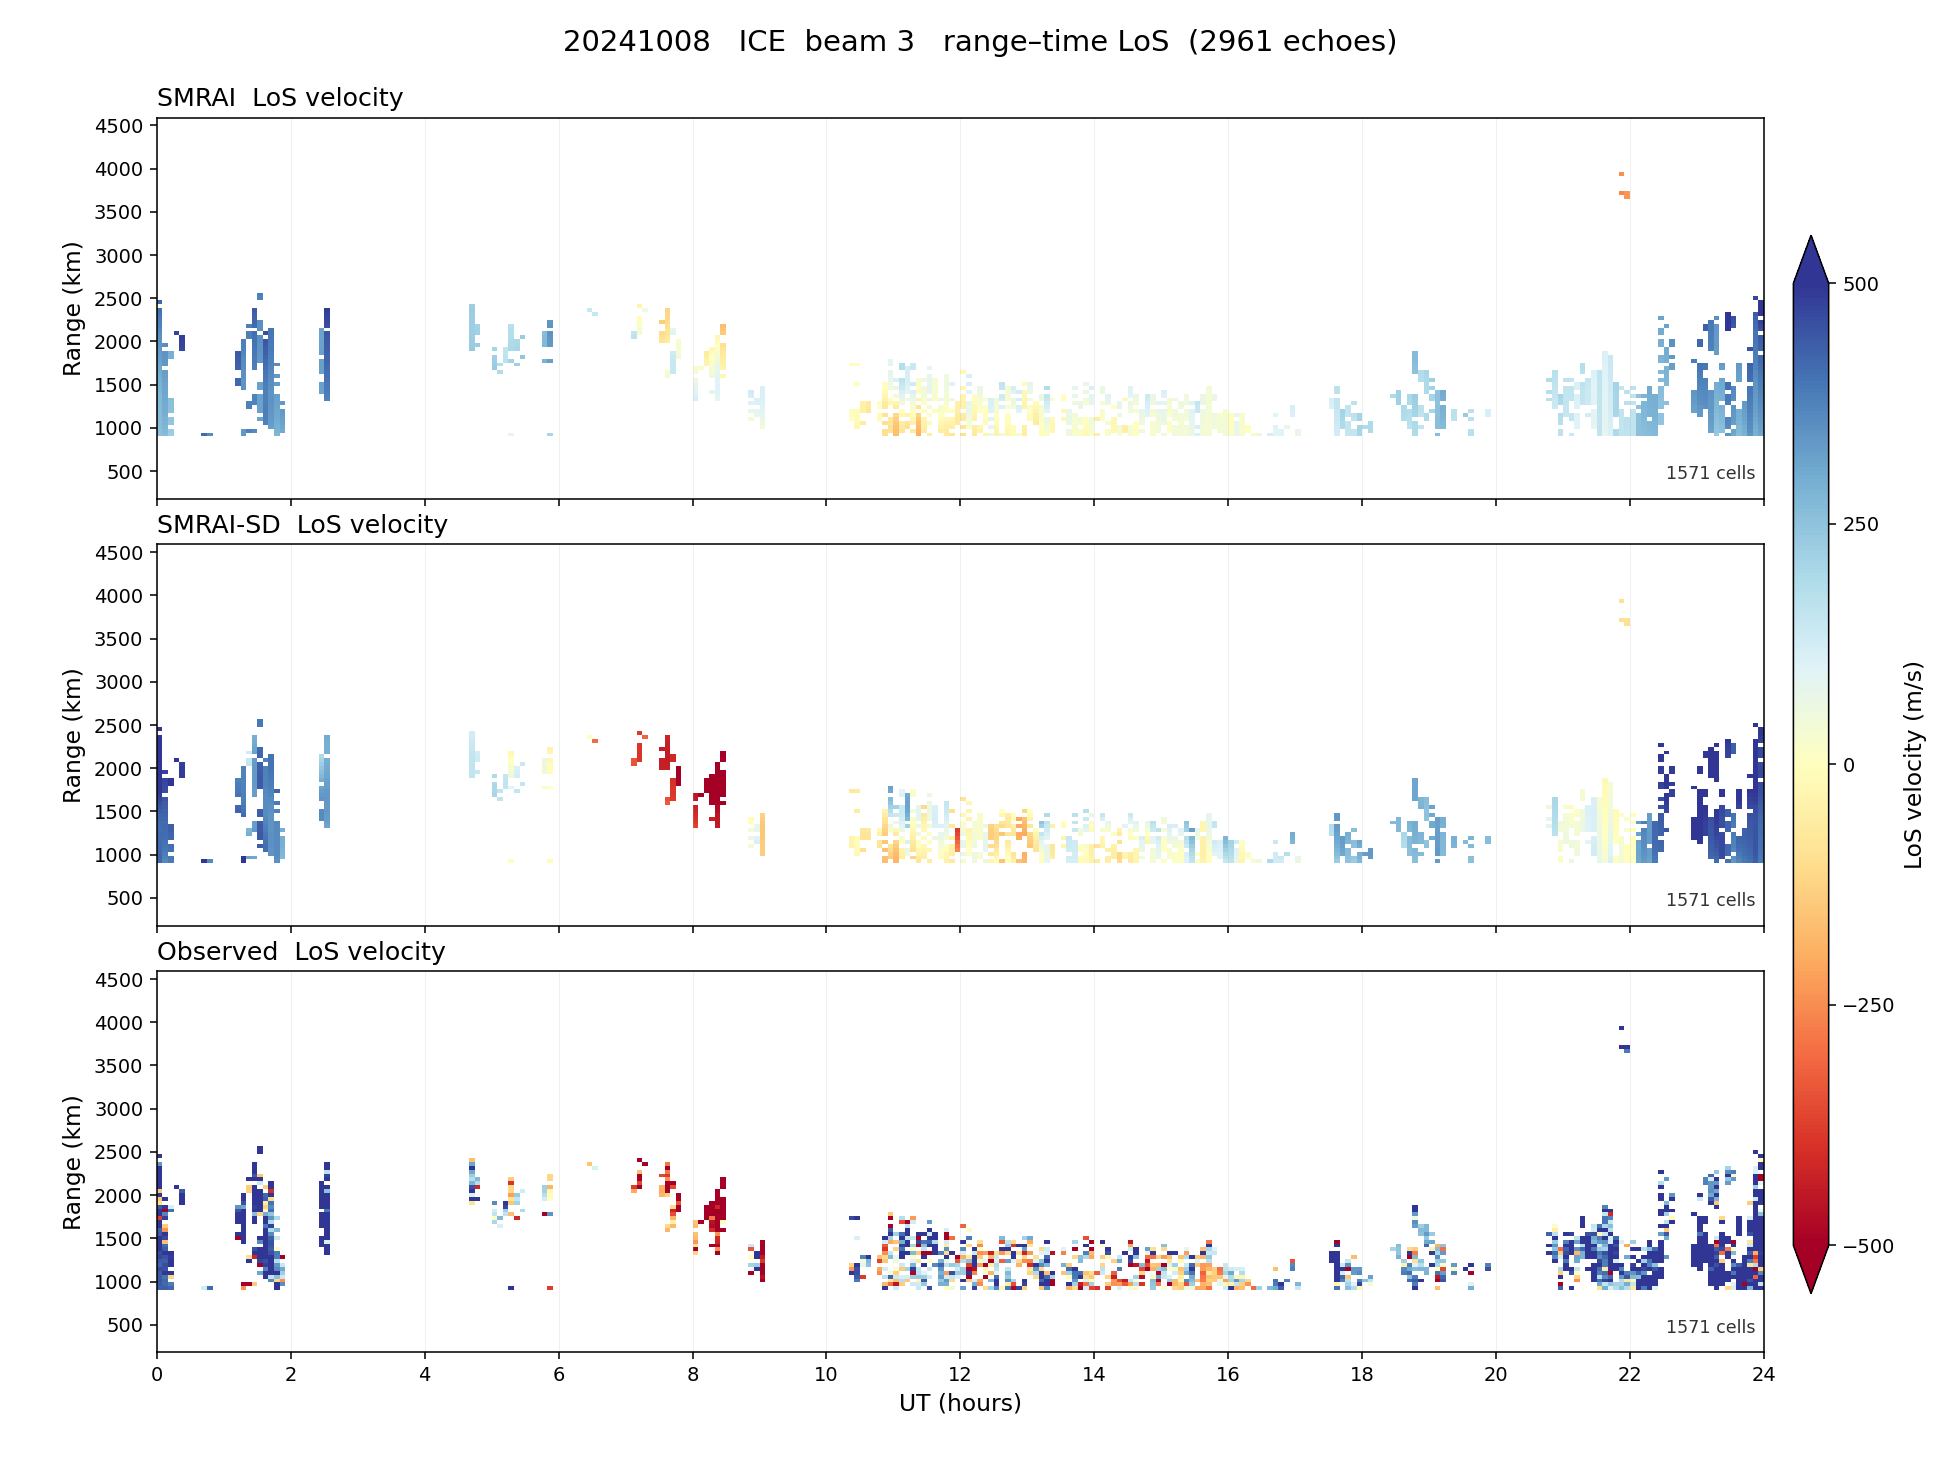 20241008   ICE  beam 3   range–time LoS  (2961 echoes)
SMRAI  LoS velocity
4500
4000
3500
3000
2500
2000
1500
1000
500
Range (km)
1571 cells
SMRAI-SD  LoS velocity
4500
4000
3500
3000
2500
2000
1500
1000
500
Range (km)
1571 cells
Observed  LoS velocity
4500
4000
3500
3000
2500
2000
1500
1000
500
Range (km)
1571 cells
0 2 4 6 8 10 12 14 16 18 20 22 24
UT (hours)
500
250
0
−250
−500
LoS velocity (m/s)